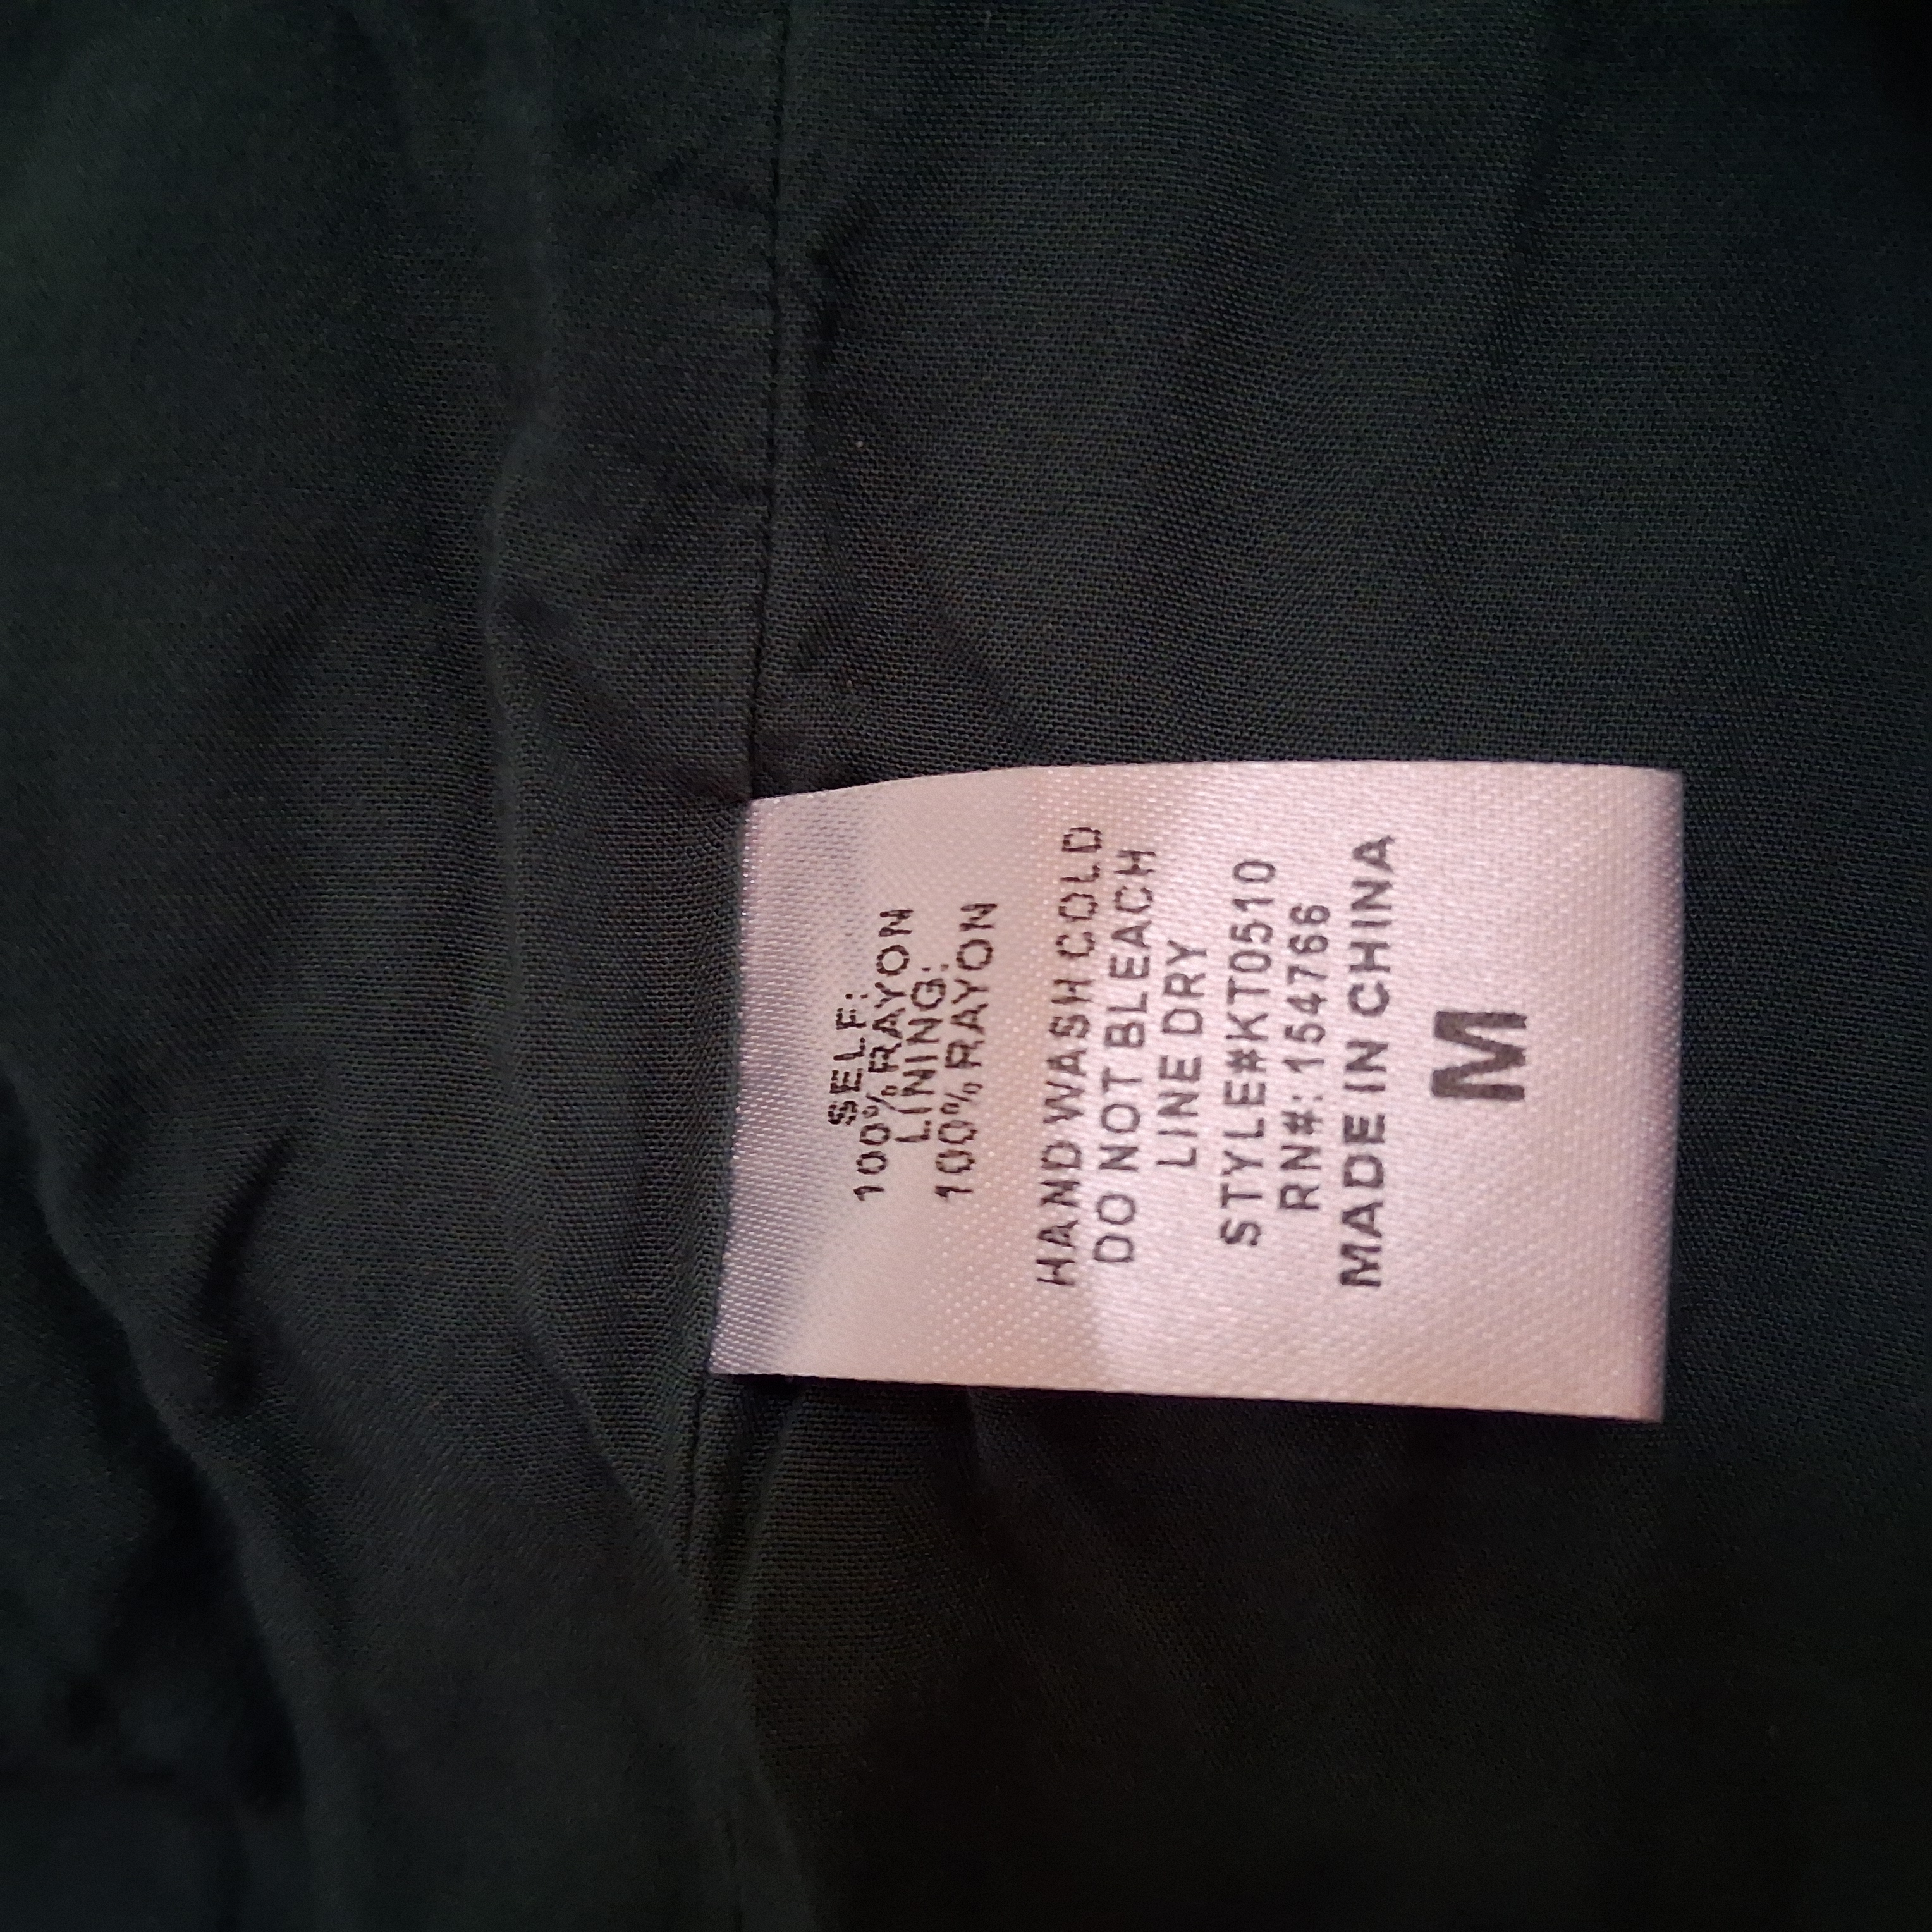 SELF:
100% RAYON
LINING:
100% RAYON
HAND WASH COLD
DO NOT BLEACH
LINE DRY
STYLE#KT0510
RN#: 154766
MADE IN CHINA
M